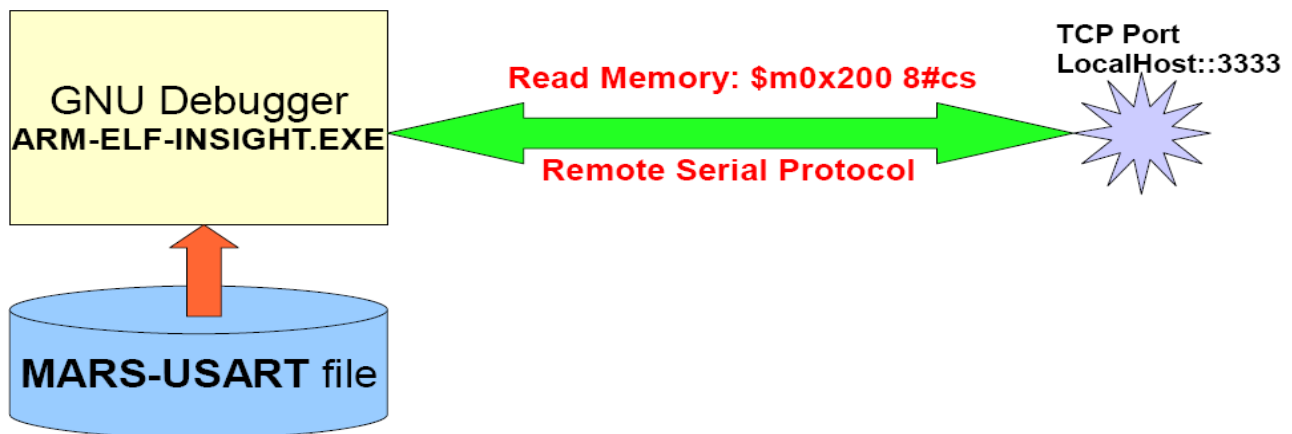 GNU Debugger
ARM-ELF-INSIGHT.EXE
Read Memory: $m0x200 8#cs
Remote Serial Protocol
TCP Port
LocalHost::3333
MARS-USART file